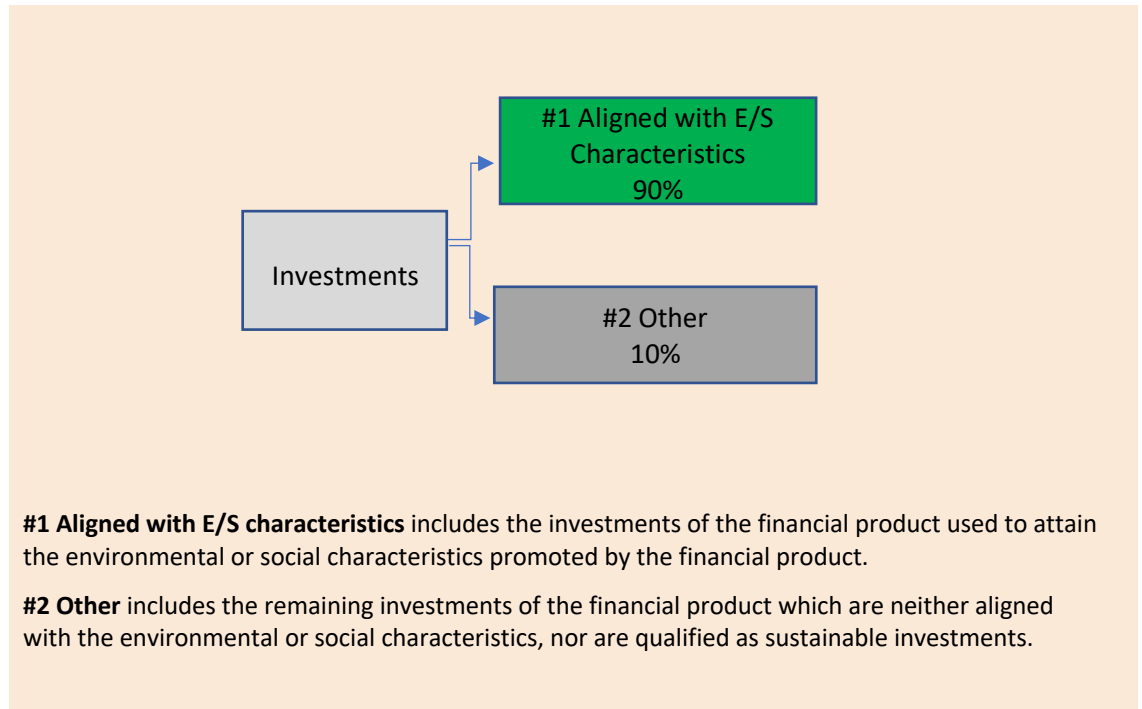 #1 Aligned with E/S
Characteristics
90%
Investments
#2 Other
10%
#1 Aligned with E/S characteristics includes the investments of the financial product used to attain
the environmental or social characteristics promoted by the financial product.
#2 Other includes the remaining investments of the financial product which are neither aligned
with the environmental or social characteristics, nor are qualified as sustainable investments.